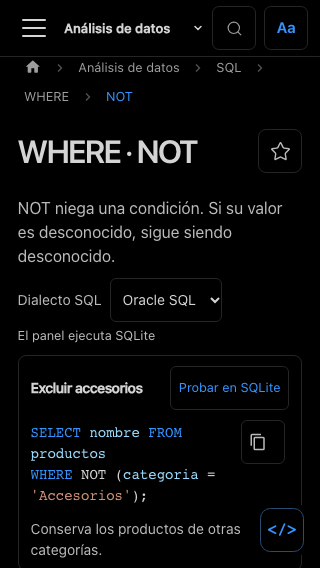 Análisis de datos
Aa
Análisis de datos
SQL
WHERE
NOT
WHERE · NOT
NOT niega una condición. Si su valor
es desconocido, sigue siendo
desconocido.
Dialecto SQL
Oracle SQL
El panel ejecuta SQLite
Excluir accesorios
Probar en SQLite
SELECT nombre FROM
productos
WHERE NOT (categoria =
'Accesorios');
Conserva los productos de otras
categorías.
</>